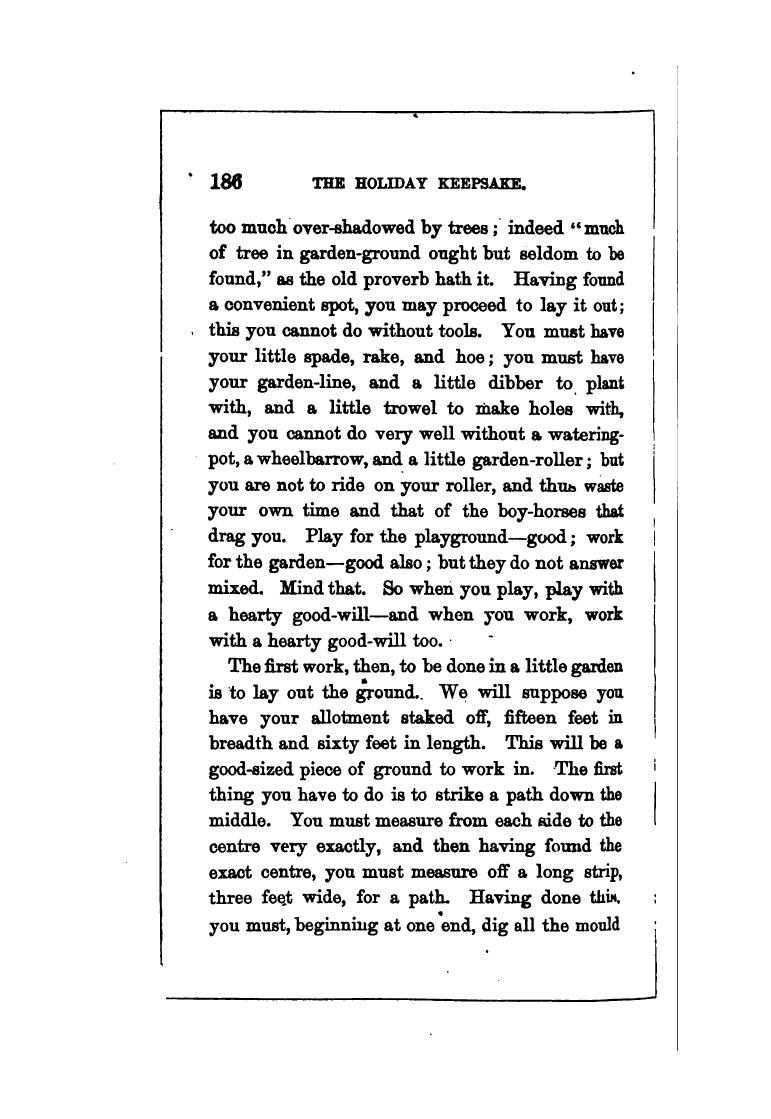 186 THE HOLIDAY KEEPSAKE.
too much over-shadowed by trees; indeed “much
of tree in garden-ground ought but seldom to be
found,” as the old proverb hath it. Having found
a convenient spot, you may proceed to lay it out;
this you cannot do without tools. You must have
your little spade, rake, and hoe; you must have
your garden-line, and a little dibber to plant
with, and a little trowel to make holes with,
and you cannot do very well without a watering-
pot, a wheelbarrow, and a little garden-roller; but
you are not to ride on your roller, and thus waste
your own time and that of the boy-horses that
drag you. Play for the playground—good; work
for the garden—good also; but they do not answer
mixed. Mind that. So when you play, play with
a hearty good-will—and when you work, work
with a hearty good-will too.
The first work, then, to be done in a little garden
is to lay out the ground. We will suppose you
have your allotment staked off, fifteen feet in
breadth and sixty feet in length. This will be a
good-sized piece of ground to work in. The first
thing you have to do is to strike a path down the
middle. You must measure from each side to the
centre very exactly, and then having found the
exact centre, you must measure off a long strip,
three feet wide, for a path. Having done this,
you must, beginning at one end, dig all the mould